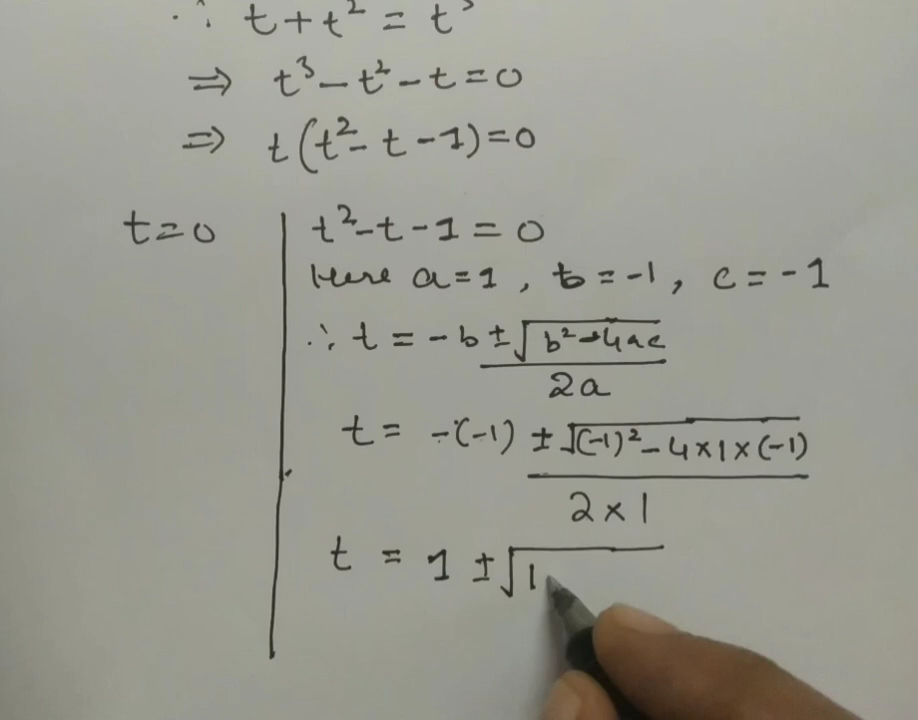 ∴ t + t² = t³
⇒ t³ - t² - t = 0
⇒ t(t² - t - 1) = 0
t = 0
t² - t - 1 = 0
Here a = 1, b = -1, c = -1
∴ t = -b ± √(b² - 4ac)
2a
t = -(-1) ± √((-1)² - 4 × 1 × (-1))
2 × 1
t = 1 ± √1